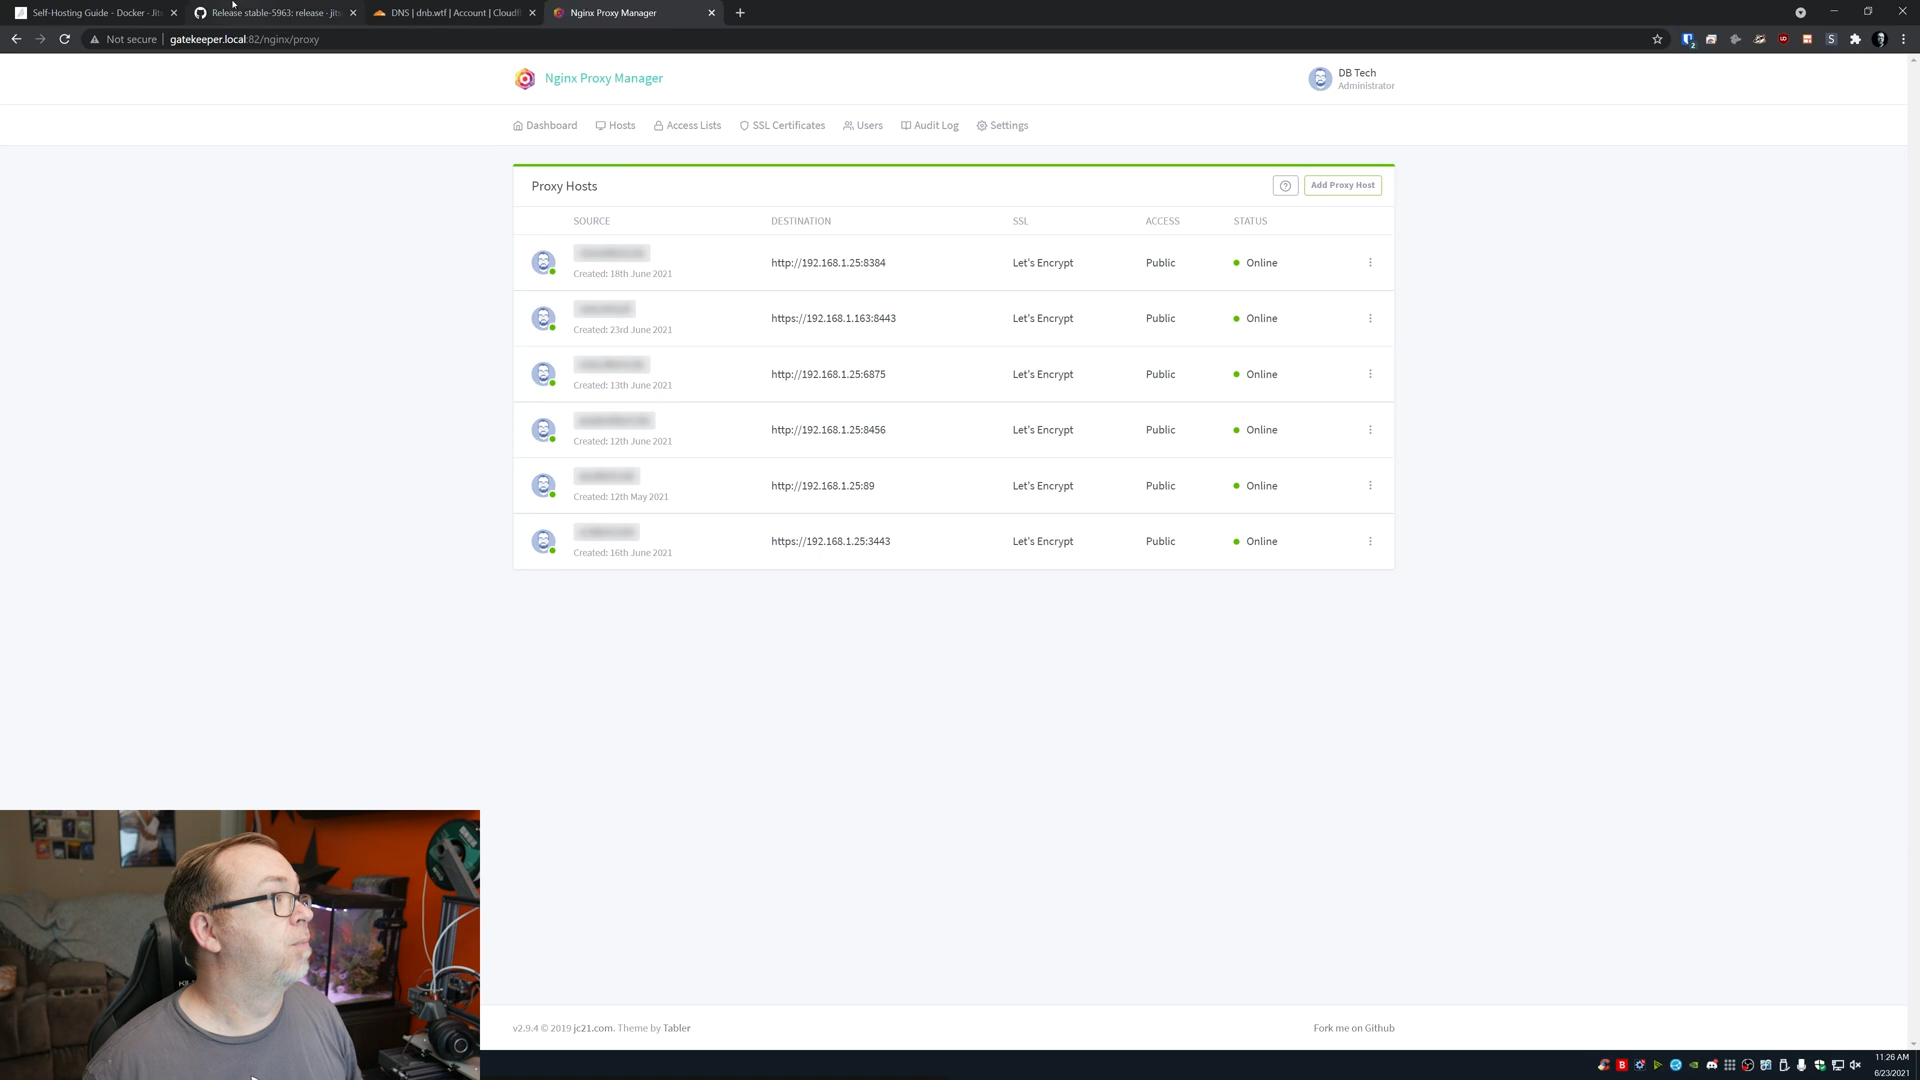 Self-Hosting Guide - Docker - Jit
Release stable-5963: release · jits
DNS | dnb.wtf | Account | Cloudfl
Nginx Proxy Manager
Not secure
gatekeeper.local:82/nginx/proxy
2
S
Nginx Proxy Manager
DB Tech
Administrator
Dashboard
Hosts
Access Lists
SSL Certificates
Users
Audit Log
Settings
Proxy Hosts
Add Proxy Host
SOURCE DESTINATION SSL ACCESS STATUS
http://192.168.1.25:8384 Let's Encrypt Public Online
Created: 18th June 2021
https://192.168.1.163:8443 Let's Encrypt Public Online
Created: 23rd June 2021
http://192.168.1.25:6875 Let's Encrypt Public Online
Created: 13th June 2021
http://192.168.1.25:8456 Let's Encrypt Public Online
Created: 12th June 2021
http://192.168.1.25:89 Let's Encrypt Public Online
Created: 12th May 2021
https://192.168.1.25:3443 Let's Encrypt Public Online
Created: 16th June 2021
v2.9.4 © 2019 jc21.com. Theme by Tabler
Fork me on Github
11:26 AM
6/23/2021